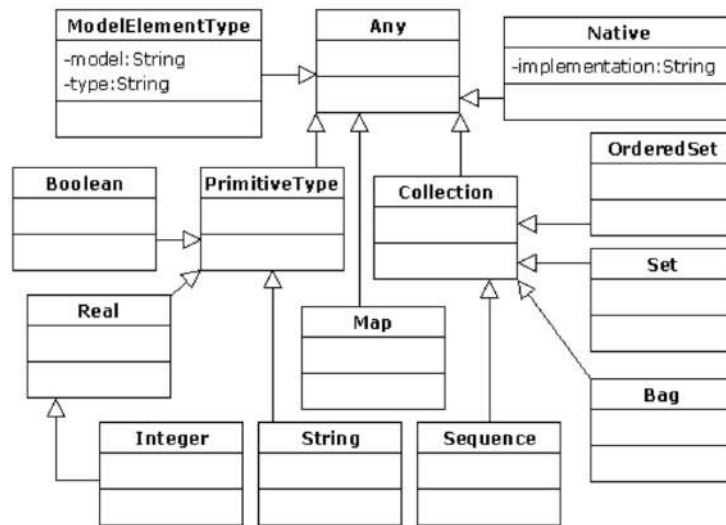 ModelElementType
-model:String
-type:String
Any
Native
-implementation:String
OrderedSet
Boolean
PrimitiveType
Collection
Set
Real
Map
Bag
Integer
String
Sequence